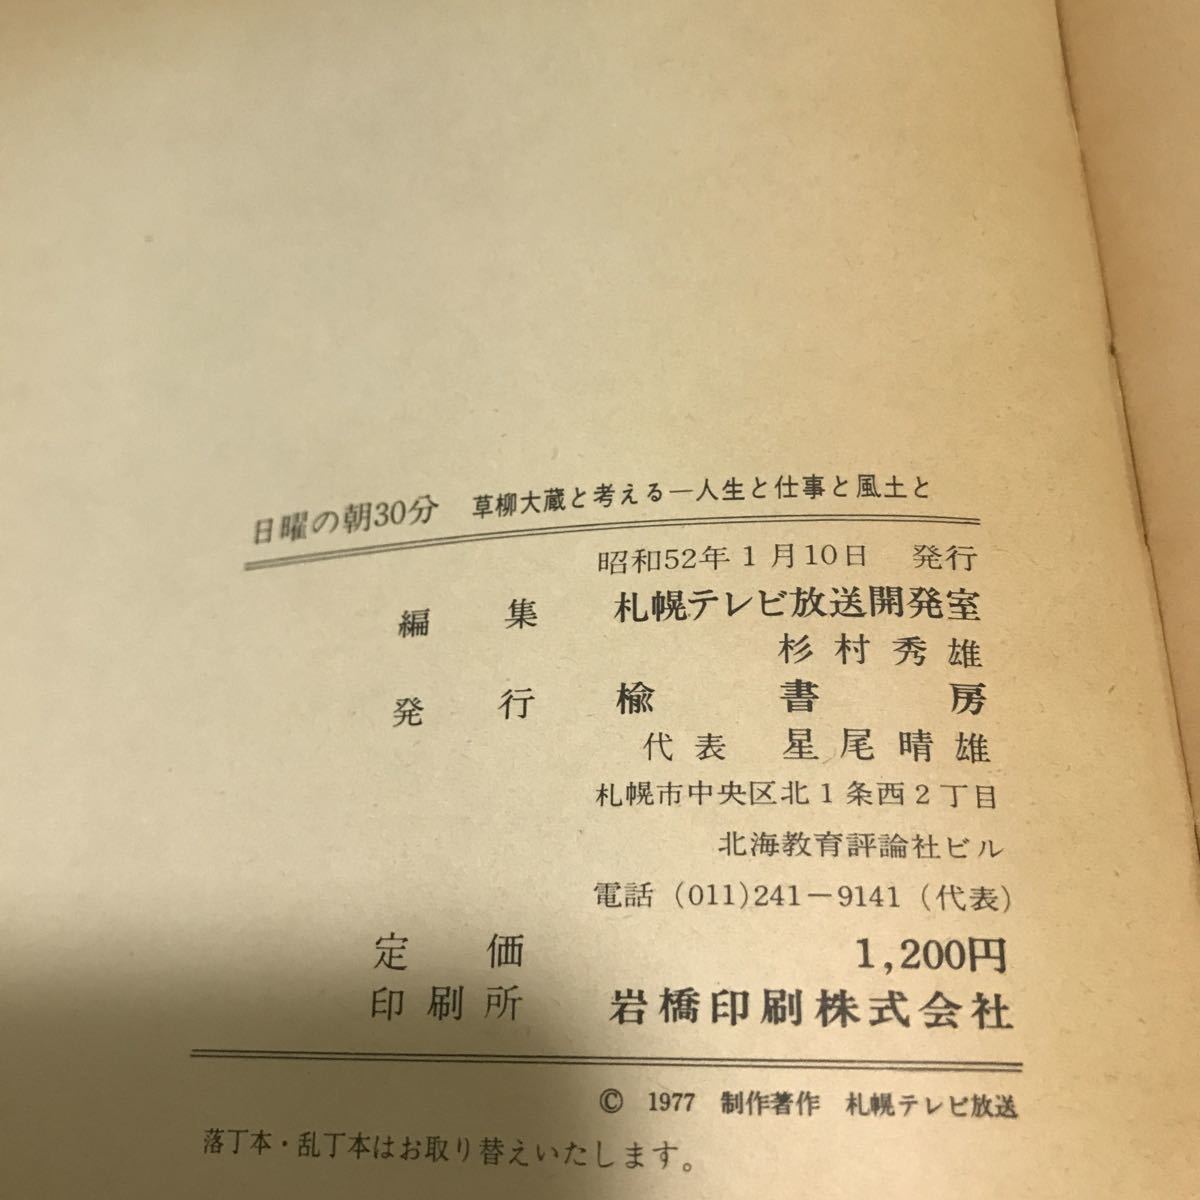 日曜の朝30分 草柳大蔵と考える―人生と仕事と風土と
昭和52年1月10日 発行
編集 札幌テレビ放送開発室
杉村秀雄
発行 楡書房
代表 星尾晴雄
札幌市中央区北1条西2丁目
北海教育評論社ビル
電話 (011)241－9141 (代表)
定価 1,200円
印刷所 岩橋印刷株式会社
© 1977 制作著作 札幌テレビ放送
落丁本・乱丁本はお取り替えいたします。